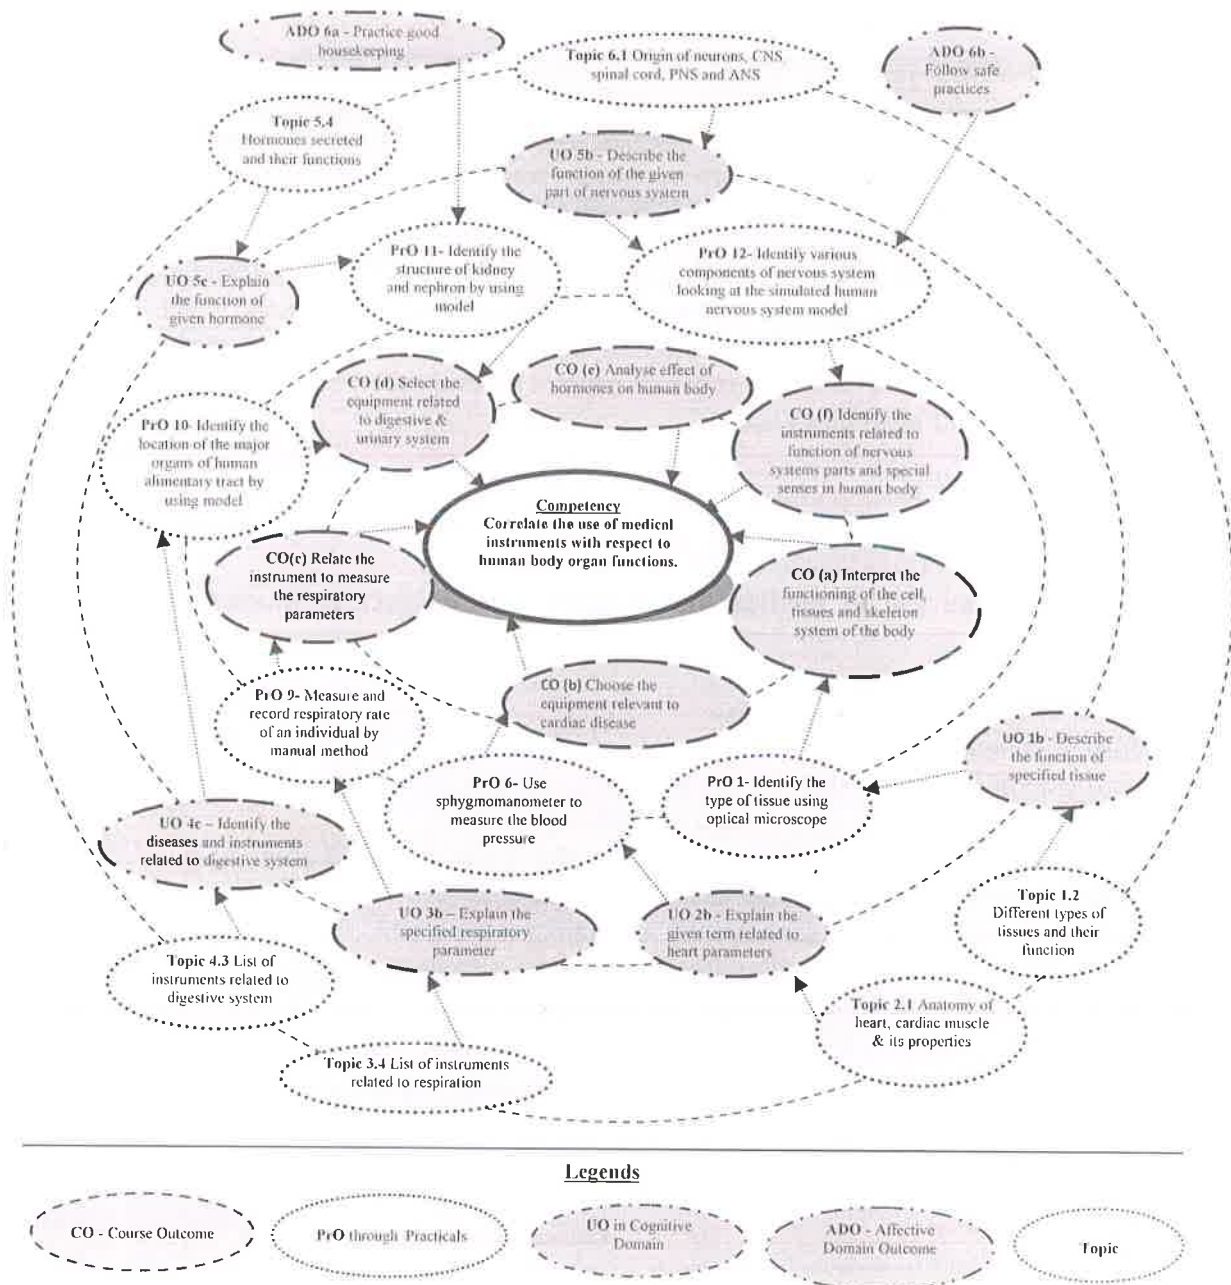 ADO 6a - Practice good
housekeeping
Topic 6.1 Origin of neurons, CNS
spinal cord, PNS and ANS
ADO 6b -
Follow safe
practices
Topic 5.4
Hormones secreted
and their functions
UO 5b - Describe the
function of the given
part of nervous system
UO 5c - Explain
the function of
given hormone
PrO 11- Identify the
structure of kidney
and nephron by using
model
PrO 12- Identify various
components of nervous system
looking at the simulated human
nervous system model
CO (d) Select the
equipment related
to digestive &
urinary system
CO (e) Analyse effect of
hormones on human body
CO (f) Identify the
instruments related to
function of nervous
systems parts and special
senses in human body
PrO 10- Identify the
location of the major
organs of human
alimentary tract by
using model
Competency
Correlate the use of medical
instruments with respect to
human body organ functions.
CO(c) Relate the
instrument to measure
the respiratory
parameters
CO (a) Interpret the
functioning of the cell,
tissues and skeleton
system of the body
CO (b) Choose the
equipment relevant to
cardiac disease
PrO 9- Measure and
record respiratory rate
of an individual by
manual method
PrO 6- Use
sphygmomanometer to
measure the blood
pressure
PrO 1- Identify the
type of tissue using
optical microscope
UO 1b - Describe
the function of
specified tissue
UO 4c – Identify the
diseases and instruments
related to digestive system
UO 3b – Explain the
specified respiratory
parameter
UO 2b - Explain the
given term related to
heart parameters
Topic 1.2
Different types of
tissues and their
function
Topic 4.3 List of
instruments related to
digestive system
Topic 3.4 List of instruments
related to respiration
Topic 2.1 Anatomy of
heart, cardiac muscle
& its properties
Legends
CO - Course Outcome
PrO through Practicals
UO in Cognitive
Domain
ADO - Affective
Domain Outcome
Topic